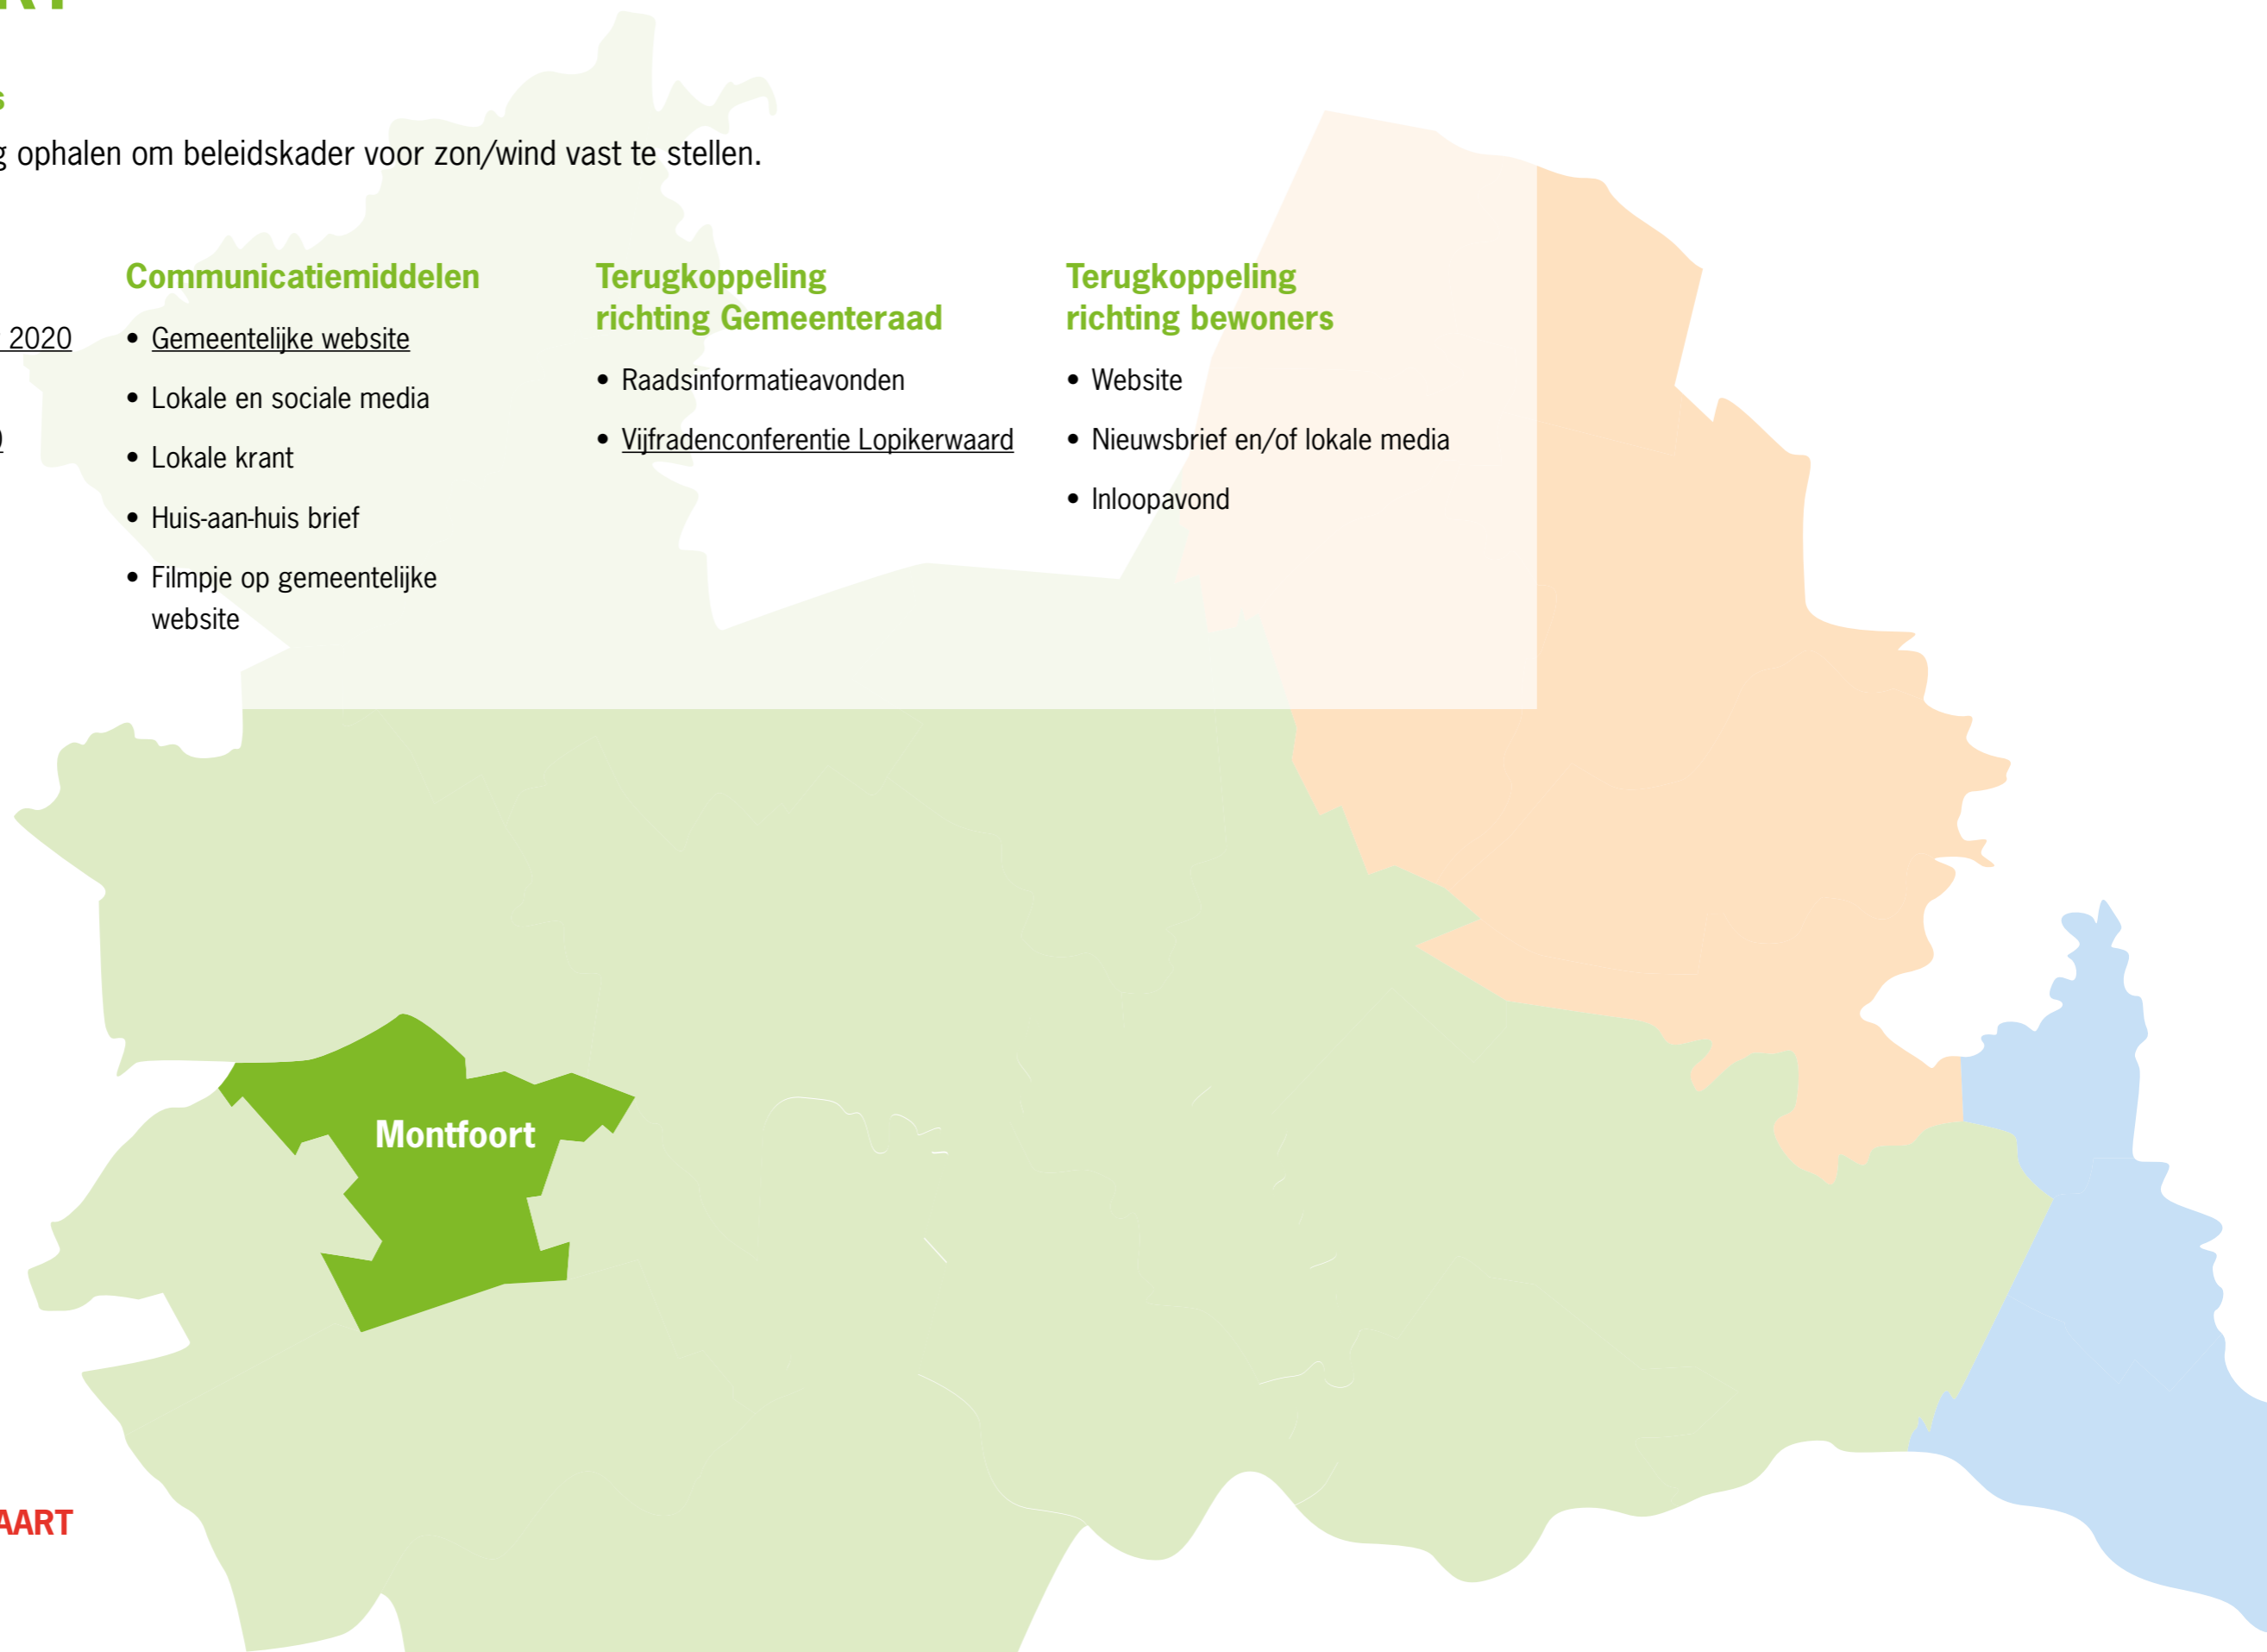 ophalen om beleidskader voor zon/wind vast te stellen.
2020
Communicatiemiddelen
• Gemeentelijke website
• Lokale en sociale media
• Lokale krant
• Huis-aan-huis brief
• Filmpje op gemeentelijke
website
Terugkoppeling
richting Gemeenteraad
• Raadsinformatieavonden
• Vijfradenconferentie Lopikerwaard
Terugkoppeling
richting bewoners
• Website
• Nieuwsbrief en/of lokale media
• Inloopavond
Montfoort
AART